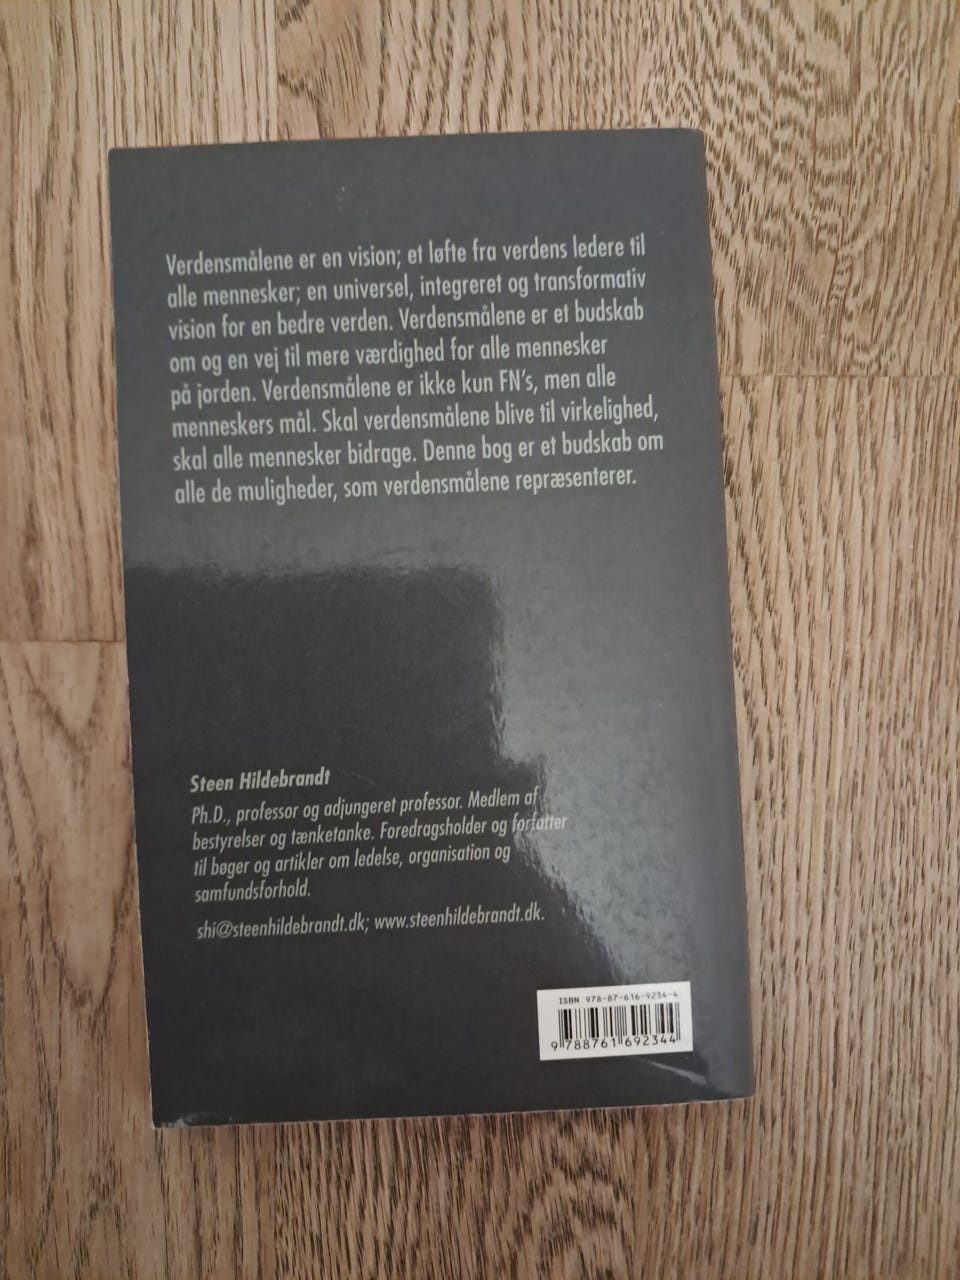 Verdensmålene er en vision; et løfte fra verdens ledere til
alle mennesker; en universel, integreret og transformativ
vision for en bedre verden. Verdensmålene er et budskab
om og en vej til mere værdighed for alle mennesker
på jorden. Verdensmålene er ikke kun FN's, men alle
menneskers mål. Skal verdensmålene blive til virkelighed,
skal alle mennesker bidrage. Denne bog er et budskab om
alle de muligheder, som verdensmålene repræsenterer.
Steen Hildebrandt
Ph.D., professor og adjungeret professor. Medlem af
bestyrelser og tænketanke. Foredragsholder og forfatter
til bøger og artikler om ledelse, organisation og
samfundsforhold.
shi@steenhildebrandt.dk; www.steenhildebrandt.dk.
ISBN 978-87-616-9234-4
9 788761 692344